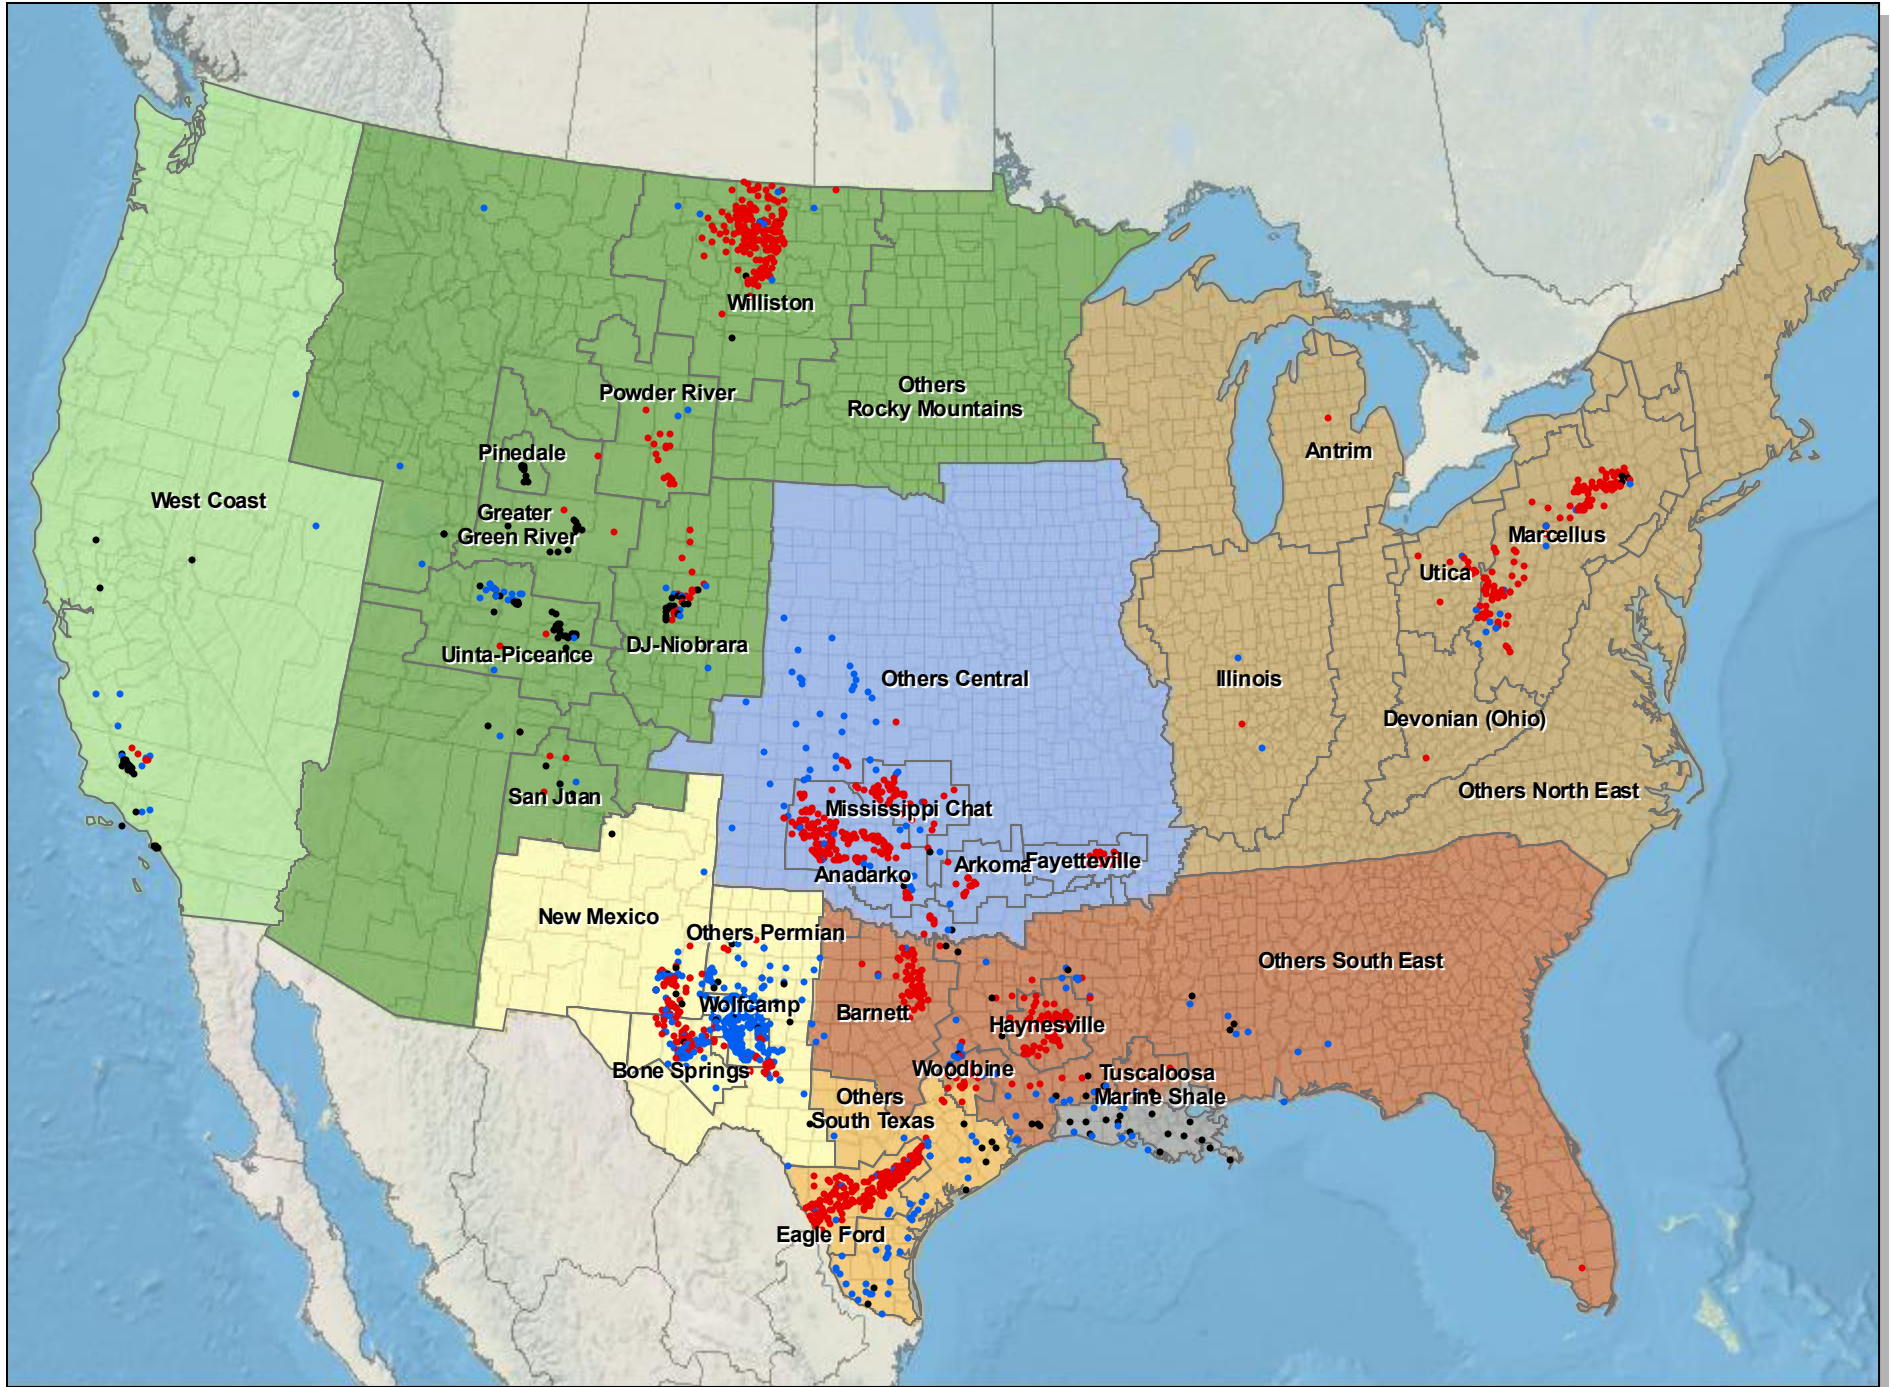 Williston
Powder River
Others
Rocky Mountains
Pinedale
Antrim
West Coast
Greater
Green River
Marcellus
Utica
DJ-Niobrara
Uinta-Piceance
Others Central
Illinois
Devonian (Ohio)
San Juan
Others North East
Mississippi Chat
Arkoma
Fayetteville
Anadarko
New Mexico
Others Permian
Others South East
Wolfcamp
Barnett
Haynesville
Bone Springs
Woodbine
Tuscaloosa
Marine Shale
Others
South Texas
Eagle Ford